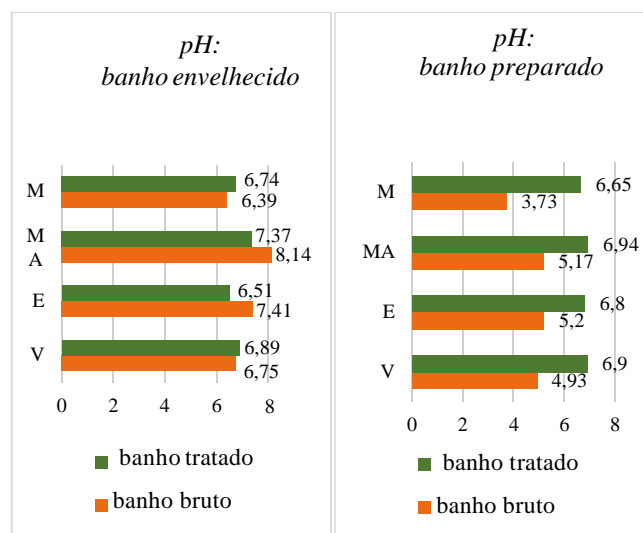 pH:
banho envelhecido
M
6,74
6,39
M
A
7,37
8,14
E
6,51
7,41
V
6,89
6,75
0 2 4 6 8
banho tratado
banho bruto
pH:
banho preparado
M
6,65
3,73
MA
6,94
5,17
E
6,8
5,2
V
6,9
4,93
0 2 4 6 8
banho tratado
banho bruto